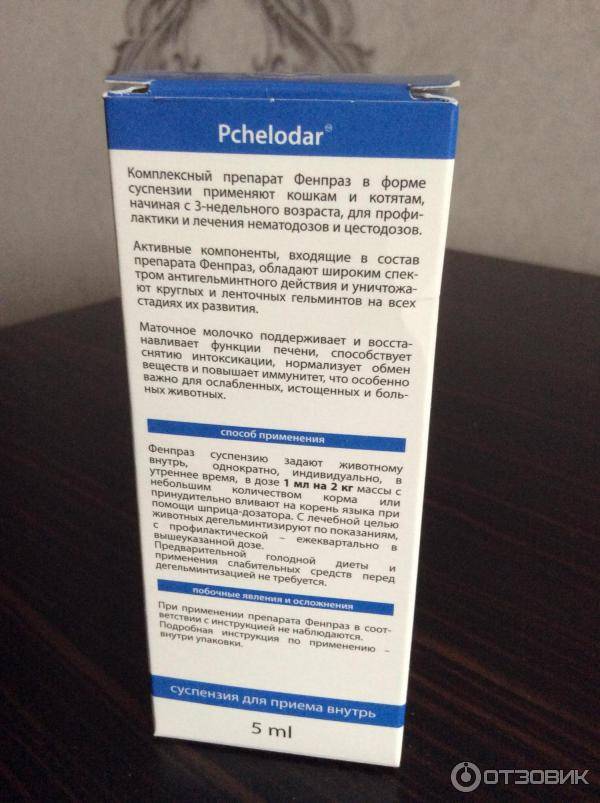 Pchelodar
Комплексный препарат Фенпраз в форме
суспензии применяют кошкам и котятам,
начиная с 3-недельного возраста, для профи-
лактики и лечения нематодозов и цестодозов.
Активные компоненты, входящие в состав
препарата Фенпраз, обладают широким спек-
тром антигельминтного действия и уничтожа-
ют круглых и ленточных гельминтов на всех
стадиях их развития.
Маточное молочко поддерживает и восста-
навливает функции печени, способствует
снятию интоксикации, нормализует обмен
веществ и повышает иммунитет, что особенно
важно для ослабленных, истощенных и боль-
ных животных.
способ применения
Фенпраз суспензию задают животному
внутрь, однократно, индивидуально, в
утреннее время, в дозе 1 мл на 2 кг массы с
небольшим количеством корма или
принудительно вливают на корень языка при
помощи шприца-дозатора. С лечебной целью
животных дегельминтизируют по показаниям,
с профилактической – ежеквартально в
вышеуказанной дозе.
Предварительной голодной диеты и
применения слабительных средств перед
дегельминтизацией не требуется.
побочные явления и осложнения
При применении препарата Фенпраз в соот-
ветствии с инструкцией не наблюдаются.
Подробная инструкция по применению –
внутри упаковки.
суспензия для приема внутрь
5 ml
ОТЗОВИК